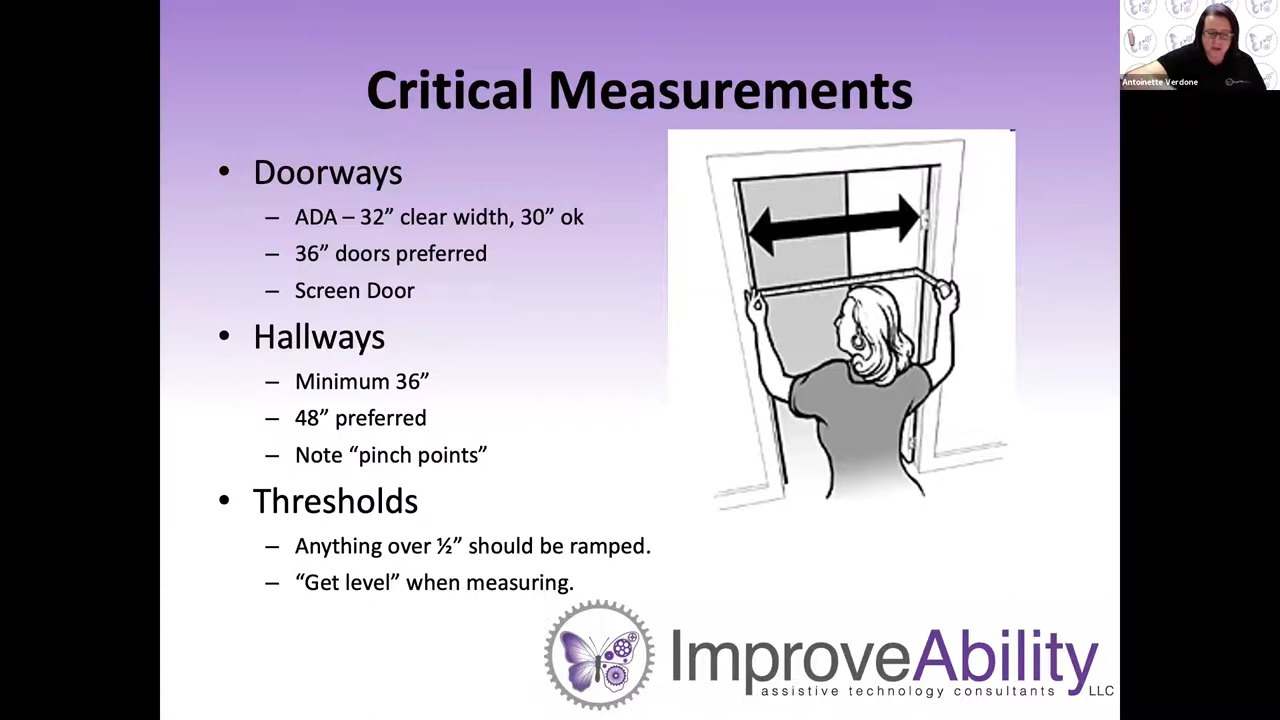 Critical Measurements
• Doorways
– ADA – 32” clear width, 30” ok
– 36” doors preferred
– Screen Door
• Hallways
– Minimum 36”
– 48” preferred
– Note “pinch points”
• Thresholds
– Anything over ½” should be ramped.
– “Get level” when measuring.
ImproveAbility LLC
assistive technology consultants
Antoinette Verdone